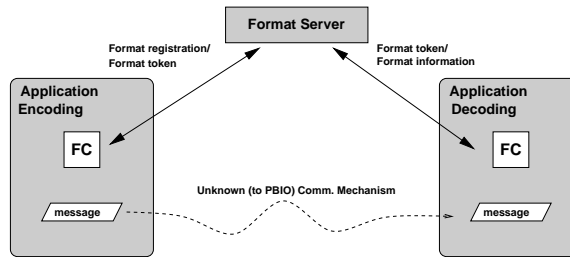 Format Server
Format registration/
Format token
Format token/
Format information
Application
Encoding
FC
message
Unknown (to PBIO) Comm. Mechanism
Application
Decoding
FC
message